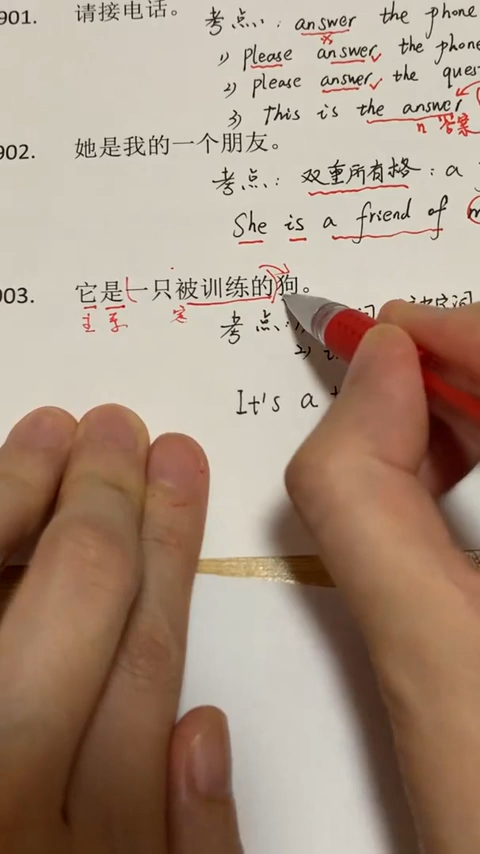 901. 请接电话。 考点: answer the phone
1) please answer the phone
2) please answer the
3) This is the answer
n 答案
902. 她是我的一个朋友。
考点: 双重所有格: a
She is a friend of
903. 它是一只被训练的狗。
主 系 定
考点: 1)
2)
It's a